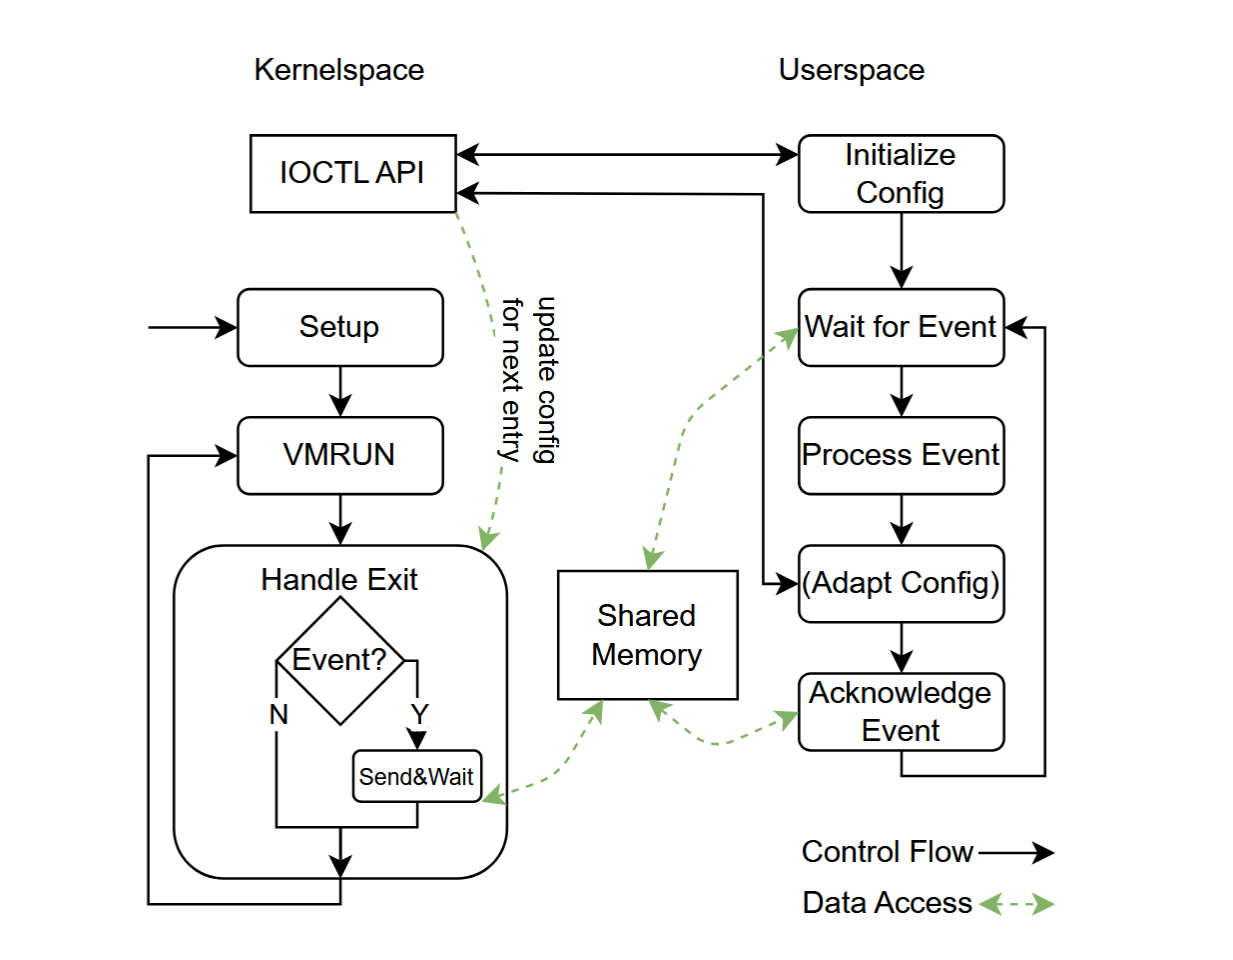 Kernelspace
Userspace
IOCTL API
Initialize
Config
Setup
update config
for next entry
Wait for Event
VMRUN
Process Event
Handle Exit
(Adapt Config)
Shared
Memory
Event?
N
Y
Acknowledge
Event
Send&Wait
Control Flow
Data Access